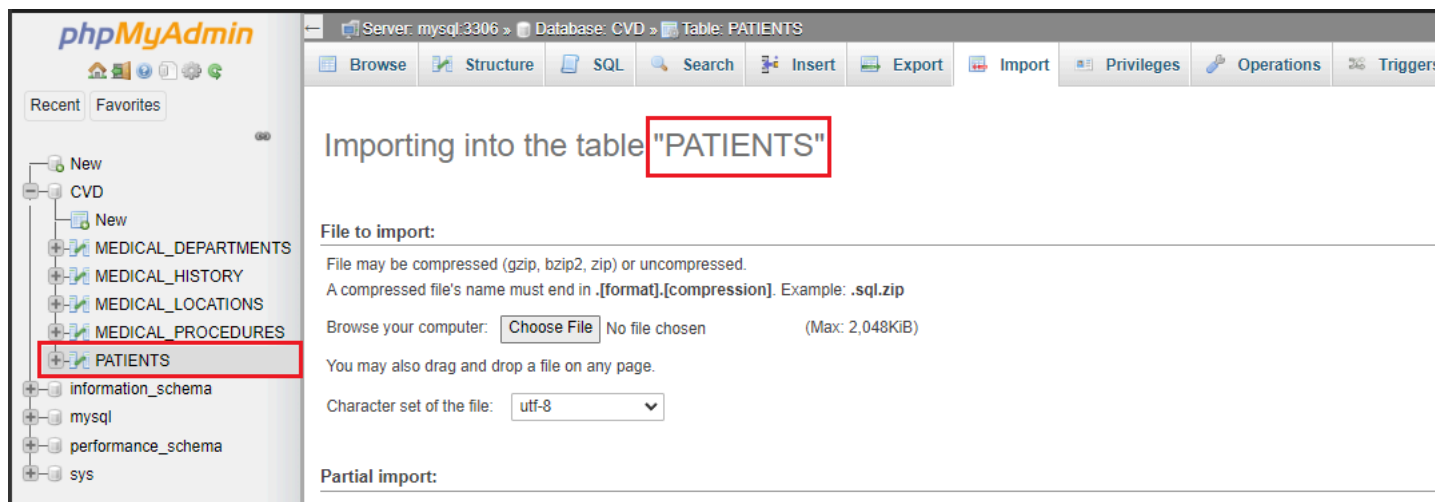 phpMyAdmin
Recent Favorites
New
CVD
New
MEDICAL_DEPARTMENTS
MEDICAL_HISTORY
MEDICAL_LOCATIONS
MEDICAL_PROCEDURES
PATIENTS
information_schema
mysql
performance_schema
sys
Server: mysql:3306 » Database: CVD » Table: PATIENTS
Browse Structure SQL Search Insert Export Import Privileges Operations Triggers
Importing into the table "PATIENTS"
File to import:
File may be compressed (gzip, bzip2, zip) or uncompressed.
A compressed file's name must end in .[format].[compression]. Example: .sql.zip
Browse your computer: Choose File No file chosen (Max: 2,048KiB)
You may also drag and drop a file on any page.
Character set of the file: utf-8
Partial import: